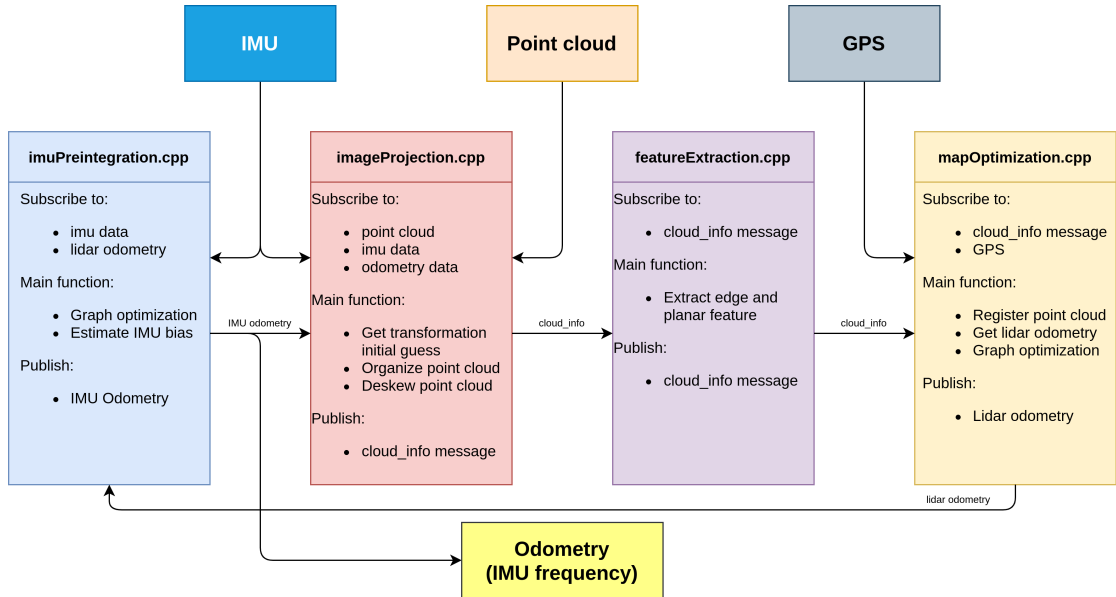 IMU
Point cloud
GPS
imuPreintegration.cpp
Subscribe to:
imu data
lidar odometry
Main function:
Graph optimization
Estimate IMU bias
Publish:
IMU Odometry
IMU odometry
imageProjection.cpp
Subscribe to:
point cloud
imu data
odometry data
Main function:
Get transformation
initial guess
Organize point cloud
Deskew point cloud
Publish:
cloud_info message
cloud_info
featureExtraction.cpp
Subscribe to:
cloud_info message
Main function:
Extract edge and
planar feature
Publish:
cloud_info message
cloud_info
mapOptimization.cpp
Subscribe to:
cloud_info message
GPS
Main function:
Register point cloud
Get lidar odometry
Graph optimization
Publish:
Lidar odometry
lidar odometry
Odometry
(IMU frequency)